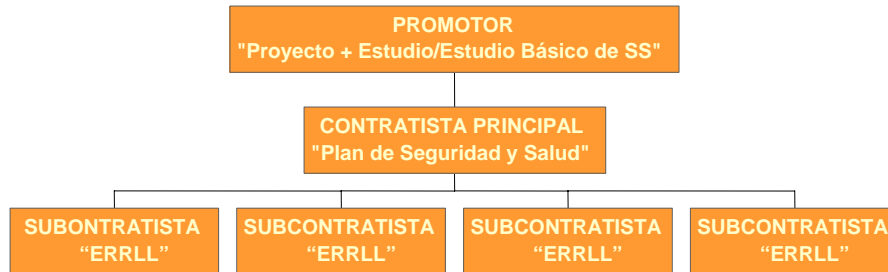 PROMOTOR
"Proyecto + Estudio/Estudio Básico de SS"
CONTRATISTA PRINCIPAL
"Plan de Seguridad y Salud"
SUBONTRATISTA
“ERRLL”
SUBCONTRATISTA
“ERRLL”
SUBCONTRATISTA
“ERRLL”
SUBCONTRATISTA
“ERRLL”